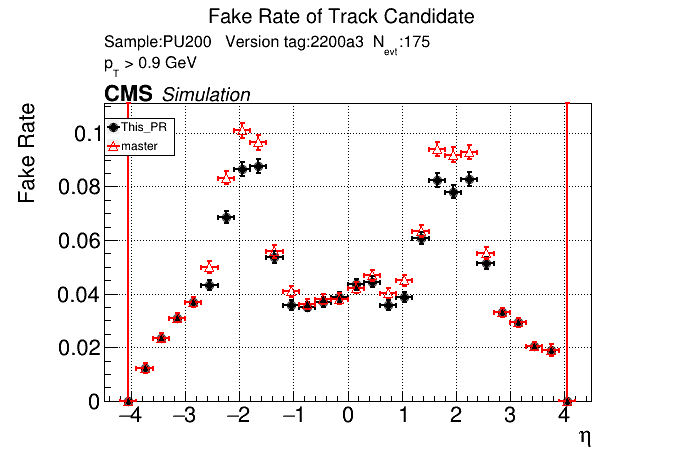 Fake Rate of Track Candidate
Sample:PU200 Version tag:2200a3 N_evt:175
p_T > 0.9 GeV
CMS Simulation
Fake Rate
This_PR
master
0.1
0.08
0.06
0.04
0.02
0
−4 −3 −2 −1 0 1 2 3 4
η